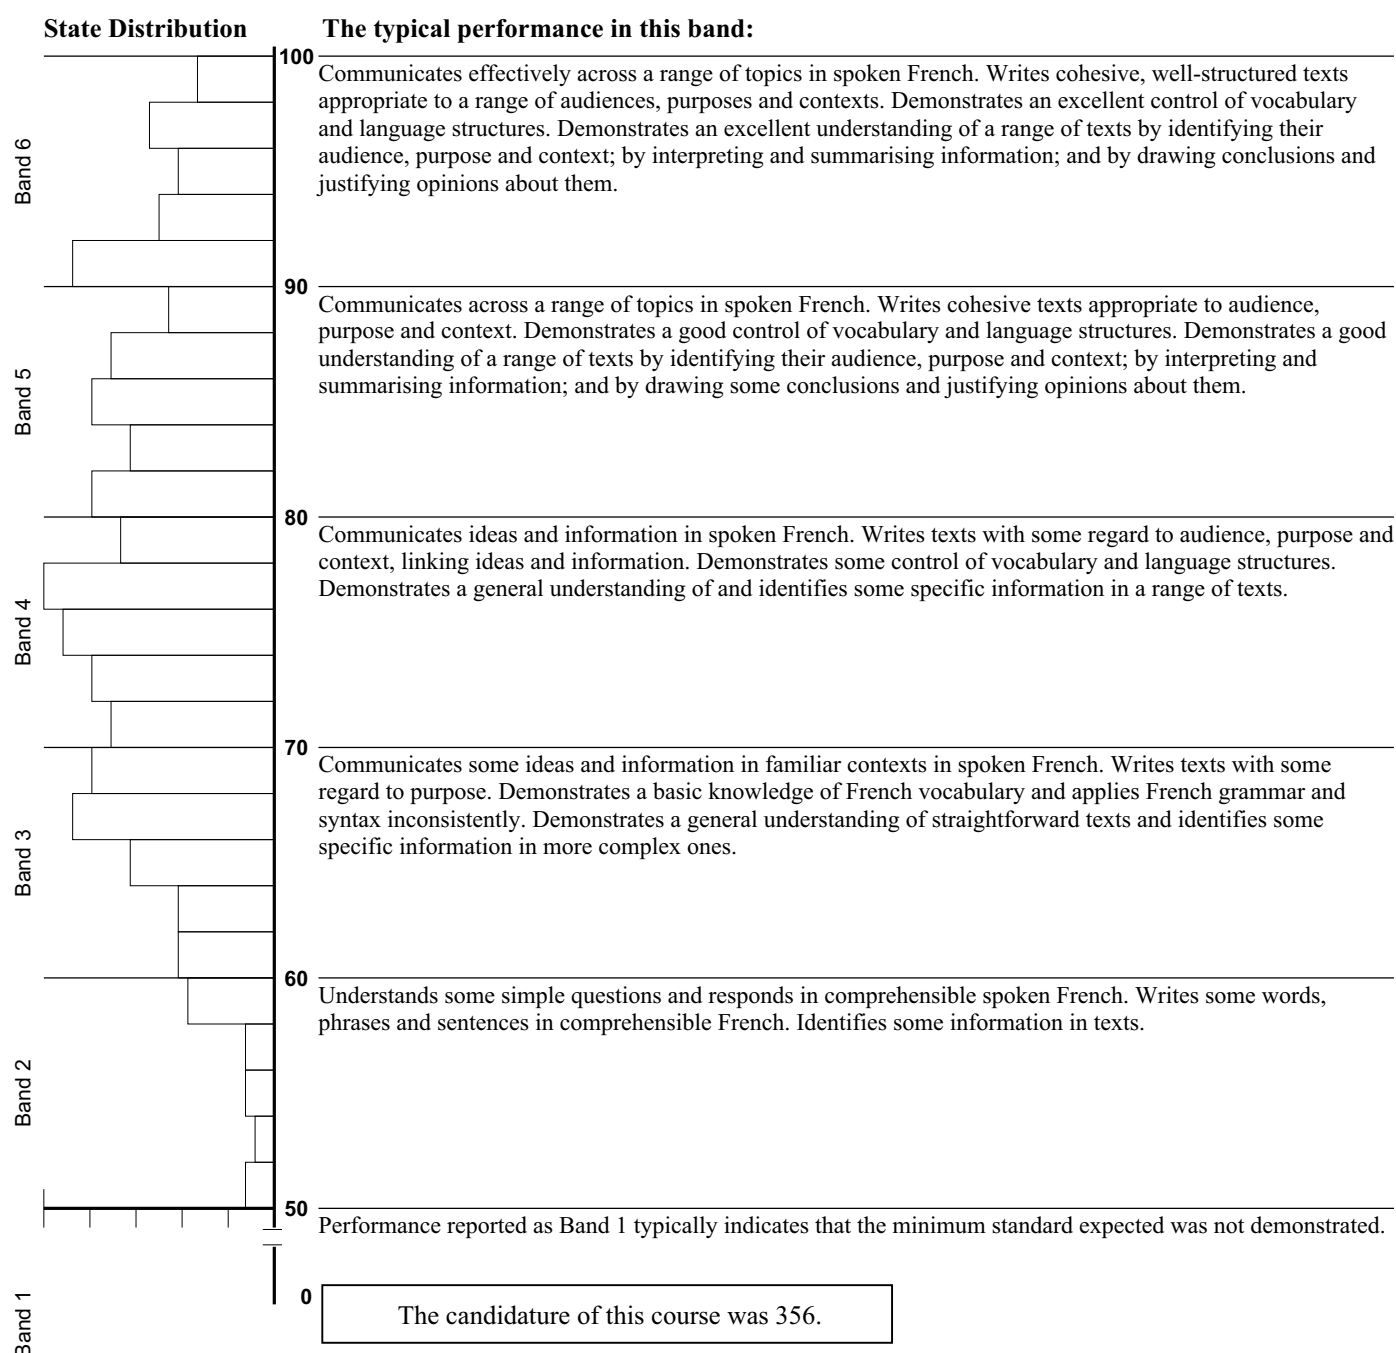 State Distribution
The typical performance in this band:
100
Communicates effectively across a range of topics in spoken French. Writes cohesive, well-structured texts
appropriate to a range of audiences, purposes and contexts. Demonstrates an excellent control of vocabulary
and language structures. Demonstrates an excellent understanding of a range of texts by identifying their
audience, purpose and context; by interpreting and summarising information; and by drawing conclusions and
justifying opinions about them.
Band 6
90
Communicates across a range of topics in spoken French. Writes cohesive texts appropriate to audience,
purpose and context. Demonstrates a good control of vocabulary and language structures. Demonstrates a good
understanding of a range of texts by identifying their audience, purpose and context; by interpreting and
summarising information; and by drawing some conclusions and justifying opinions about them.
Band 5
80
Communicates ideas and information in spoken French. Writes texts with some regard to audience, purpose and
context, linking ideas and information. Demonstrates some control of vocabulary and language structures.
Demonstrates a general understanding of and identifies some specific information in a range of texts.
Band 4
70
Communicates some ideas and information in familiar contexts in spoken French. Writes texts with some
regard to purpose. Demonstrates a basic knowledge of French vocabulary and applies French grammar and
syntax inconsistently. Demonstrates a general understanding of straightforward texts and identifies some
specific information in more complex ones.
Band 3
60
Understands some simple questions and responds in comprehensible spoken French. Writes some words,
phrases and sentences in comprehensible French. Identifies some information in texts.
Band 2
50
Performance reported as Band 1 typically indicates that the minimum standard expected was not demonstrated.
0
The candidature of this course was 356.
Band 1